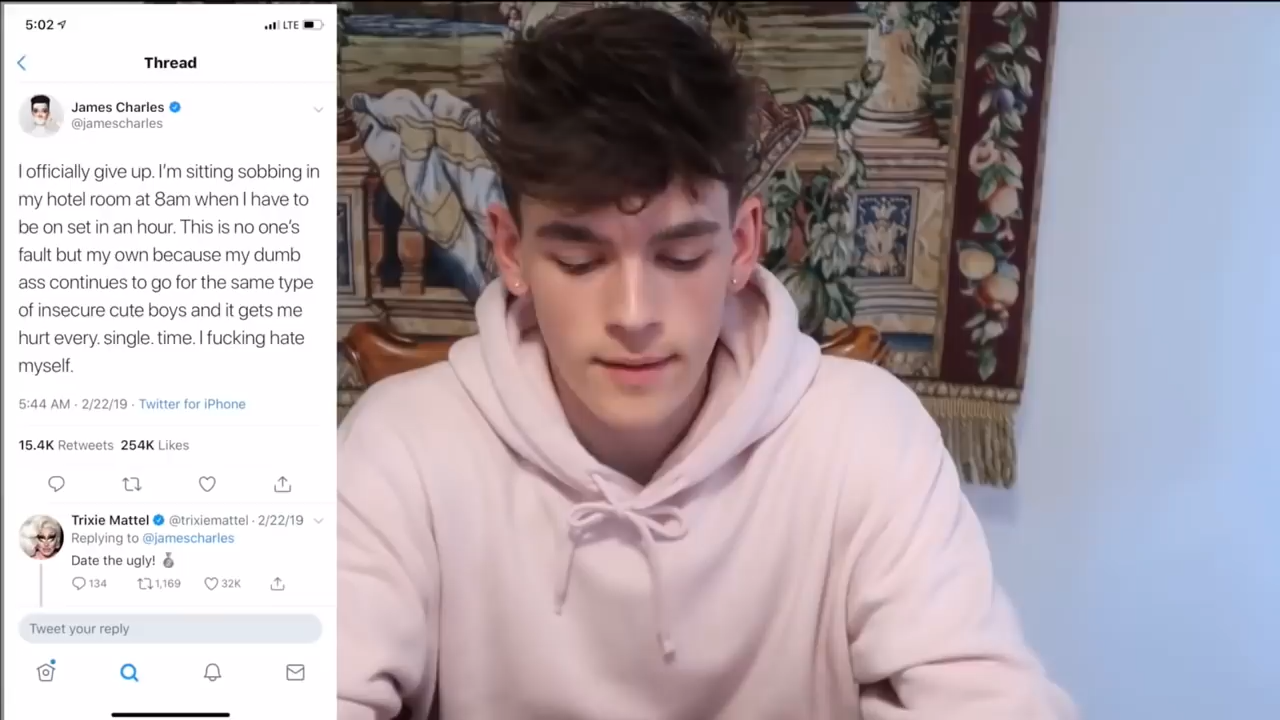 5:02
LTE
Thread
James Charles
@jamescharles
I officially give up. I'm sitting sobbing in
my hotel room at 8am when I have to
be on set in an hour. This is no one's
fault but my own because my dumb
ass continues to go for the same type
of insecure cute boys and it gets me
hurt every. single. time. I fucking hate
myself.
5:44 AM · 2/22/19 · Twitter for iPhone
15.4K Retweets 254K Likes
Trixie Mattel @trixiemattel · 2/22/19
Replying to @jamescharles
Date the ugly!
134 1,169 32K
Tweet your reply